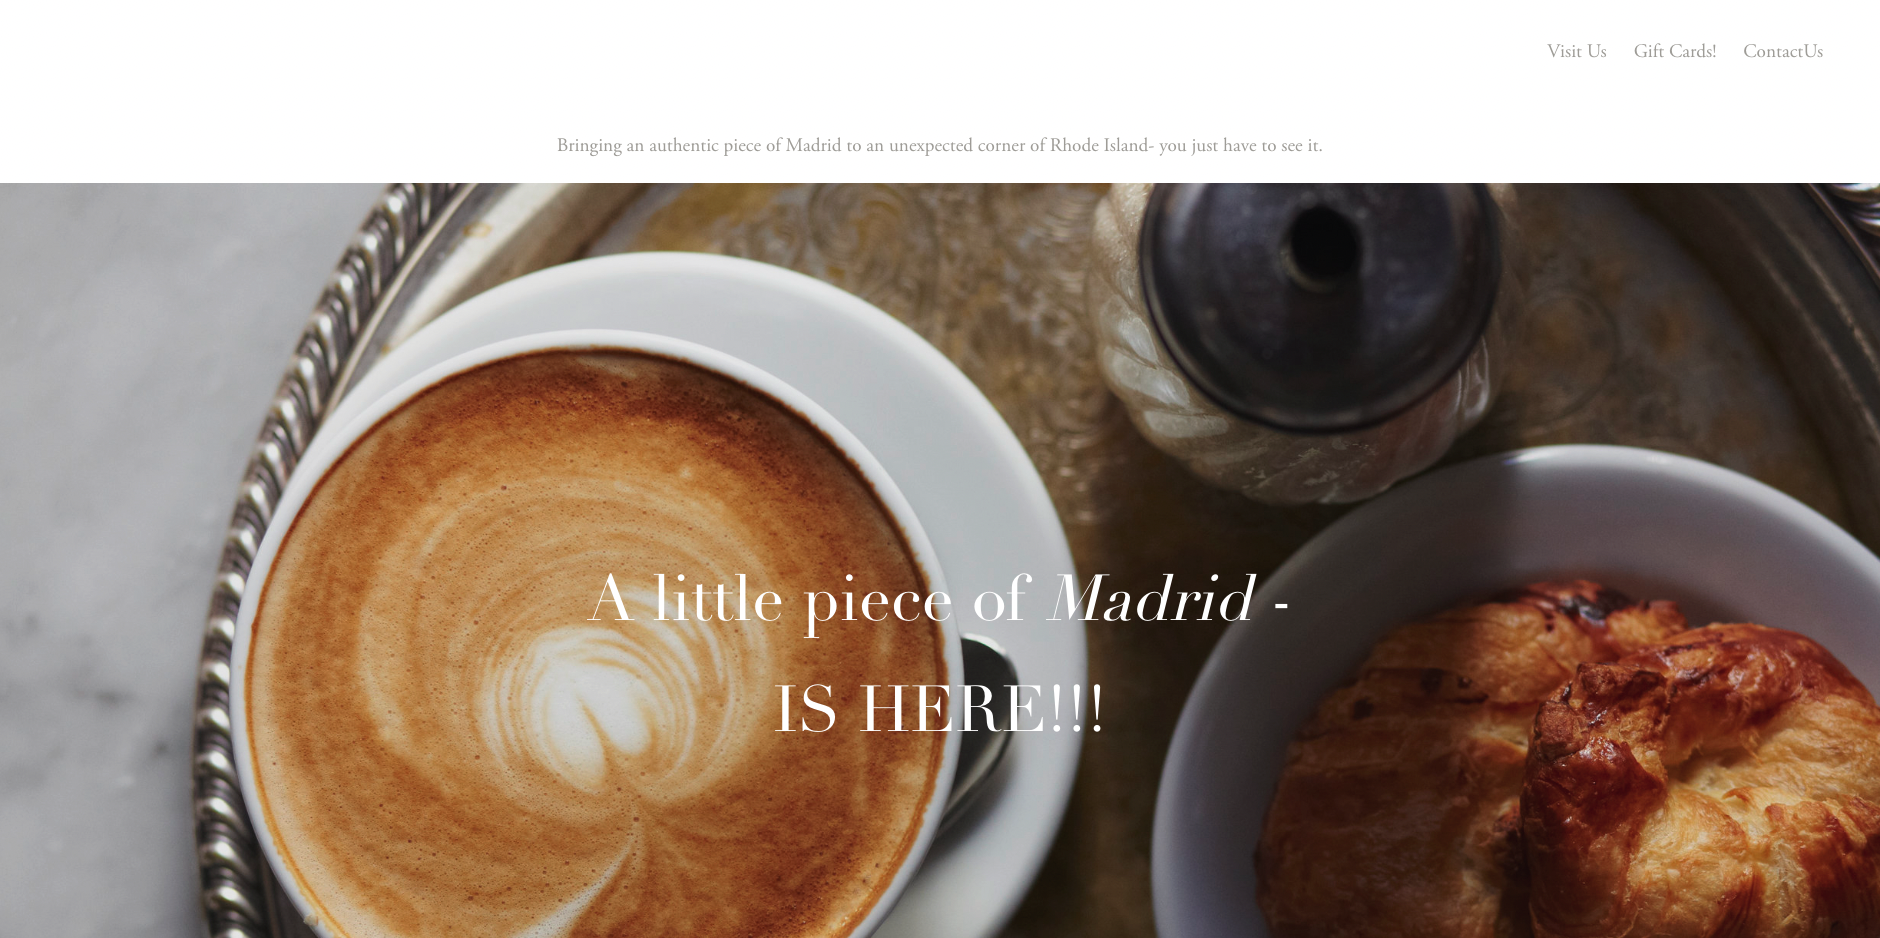 Visit Us Gift Cards! ContactUs
Bringing an authentic piece of Madrid to an unexpected corner of Rhode Island- you just have to see it.
A little piece of Madrid -
IS HERE!!!